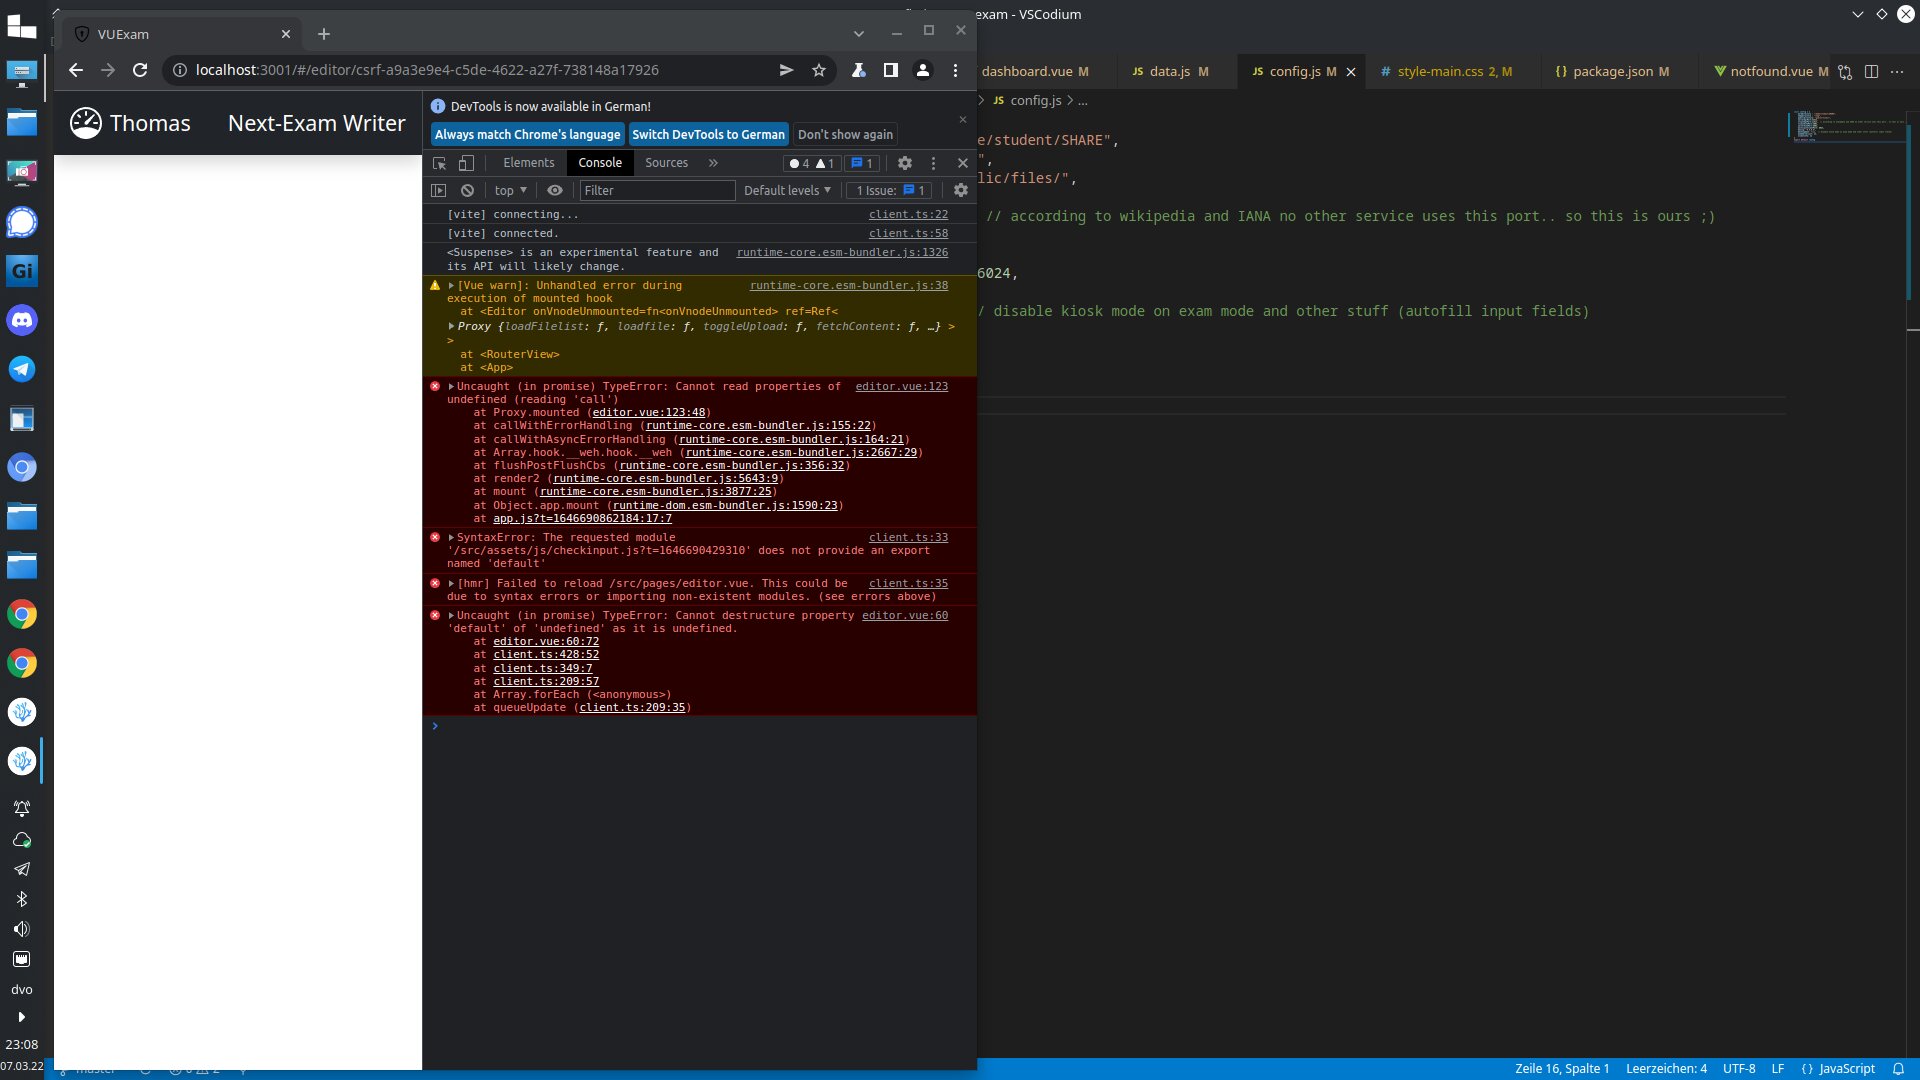 VUExam
exam - VSCodium
localhost:3001/#/editor/csrf-a9a3e9e4-c5de-4622-a27f-738148a17926
dashboard.vue M
JS data.js M
JS config.js M
# style-main.css 2, M
{} package.json M
notfound.vue M
JS config.js > ...
Thomas
Next-Exam Writer
DevTools is now available in German!
Always match Chrome's language
Switch DevTools to German
Don't show again
Elements
Console
Sources
4
1
1
top
Filter
Default levels
1 Issue:
1
[vite] connecting... client.ts:22
[vite] connected. client.ts:58
<Suspense> is an experimental feature and runtime-core.esm-bundler.js:1326
its API will likely change.
[Vue warn]: Unhandled error during runtime-core.esm-bundler.js:38
execution of mounted hook
at <Editor onVnodeUnmounted=fn<onVnodeUnmounted> ref=Ref<
Proxy {loadFilelist: ƒ, loadfile: ƒ, toggleUpload: ƒ, fetchContent: ƒ, …} >
>
at <RouterView>
at <App>
Uncaught (in promise) TypeError: Cannot read properties of editor.vue:123
undefined (reading 'call')
at Proxy.mounted (editor.vue:123:48)
at callWithErrorHandling (runtime-core.esm-bundler.js:155:22)
at callWithAsyncErrorHandling (runtime-core.esm-bundler.js:164:21)
at Array.hook.__weh.hook.__weh (runtime-core.esm-bundler.js:2667:29)
at flushPostFlushCbs (runtime-core.esm-bundler.js:356:32)
at render2 (runtime-core.esm-bundler.js:5643:9)
at mount (runtime-core.esm-bundler.js:3877:25)
at Object.app.mount (runtime-dom.esm-bundler.js:1590:23)
at app.js?t=1646690862184:17:7
SyntaxError: The requested module client.ts:33
'/src/assets/js/checkinput.js?t=1646690429310' does not provide an export
named 'default'
[hmr] Failed to reload /src/pages/editor.vue. This could be client.ts:35
due to syntax errors or importing non-existent modules. (see errors above)
Uncaught (in promise) TypeError: Cannot destructure property editor.vue:60
'default' of 'undefined' as it is undefined.
at editor.vue:60:72
at client.ts:428:52
at client.ts:349:7
at client.ts:209:57
at Array.forEach (<anonymous>)
at queueUpdate (client.ts:209:35)
e/student/SHARE",
",
lic/files/",
// according to wikipedia and IANA no other service uses this port.. so this is ours ;)
6024,
/ disable kiosk mode on exam mode and other stuff (autofill input fields)
Gi
dvo
23:08
07.03.22
Zeile 16, Spalte 1
Leerzeichen: 4
UTF-8
LF
{} JavaScript